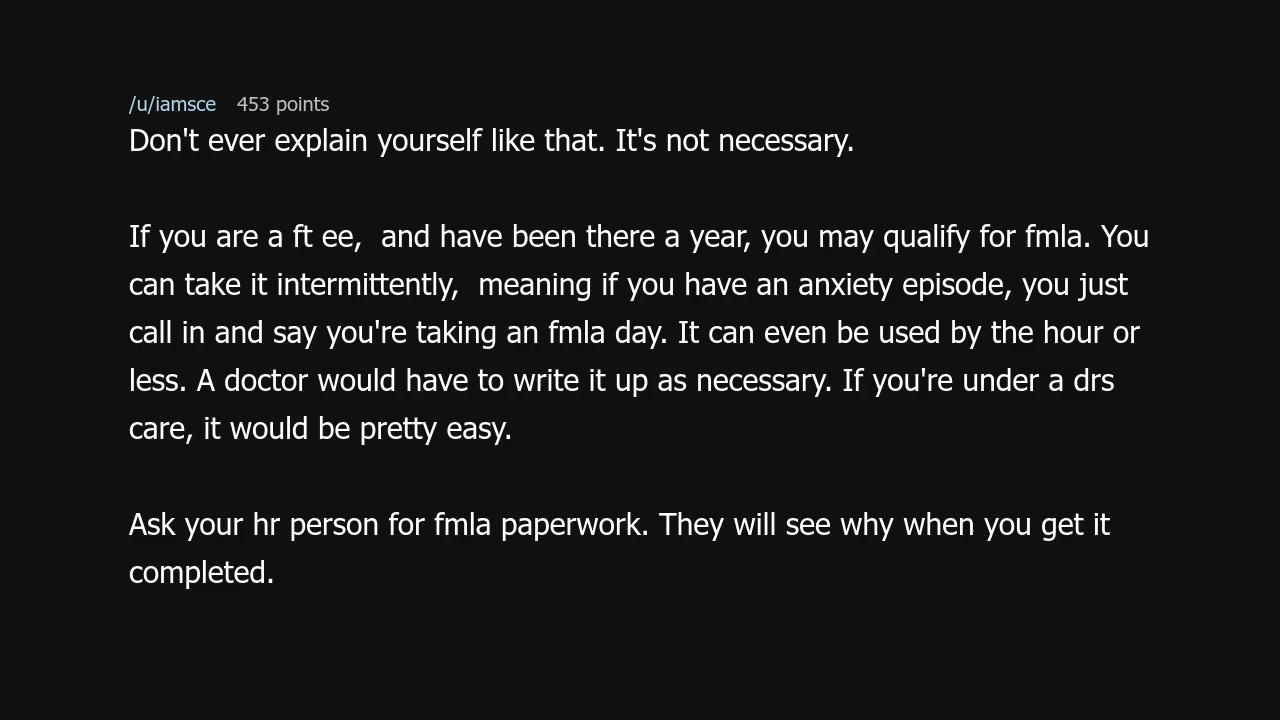 /u/iamsce 453 points
Don't ever explain yourself like that. It's not necessary.
If you are a ft ee,  and have been there a year, you may qualify for fmla. You
can take it intermittently,  meaning if you have an anxiety episode, you just
call in and say you're taking an fmla day. It can even be used by the hour or
less. A doctor would have to write it up as necessary. If you're under a drs
care, it would be pretty easy.
Ask your hr person for fmla paperwork. They will see why when you get it
completed.